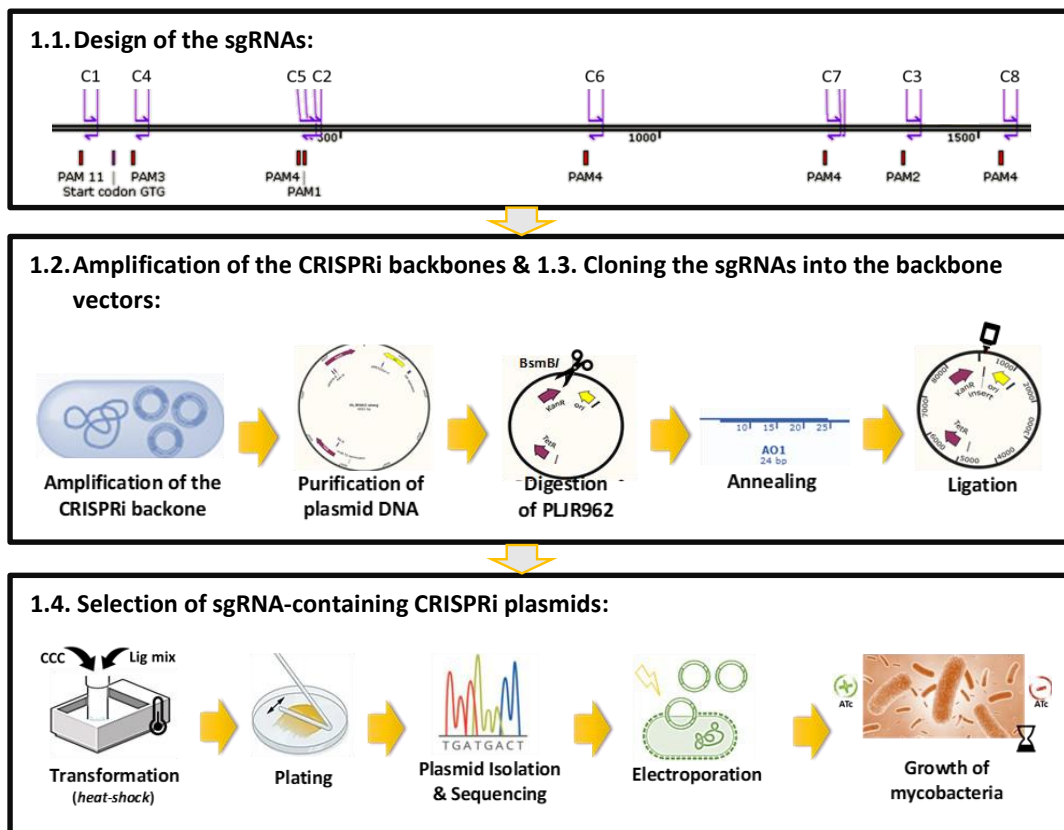 1.1. Design of the sgRNAs:
C1 C4 C5 C2 C6 C7 C3 C8
500 1000 1500
PAM 11 PAM3 PAM4 PAM4 PAM4 PAM2 PAM4
Start codon GTG PAM1
1.2. Amplification of the CRISPRi backbones & 1.3. Cloning the sgRNAs into the backbone
vectors:
Amplification of the
CRISPRi backone
Purification of
plasmid DNA
BsmBI
KanR ori
TetR
Digestion
of PLJR962
10 15 20 25
AO1
24 bp
Annealing
8000 1000
KanR ori
insert
7000 2000
TetR
6000 3000
5000 4000
Ligation
1.4. Selection of sgRNA-containing CRISPRi plasmids:
CCC Lig mix
Transformation
(heat-shock)
Plating
TGATGACT
Plasmid Isolation
& Sequencing
Electroporation
ATc ATc
Growth of
mycobacteria